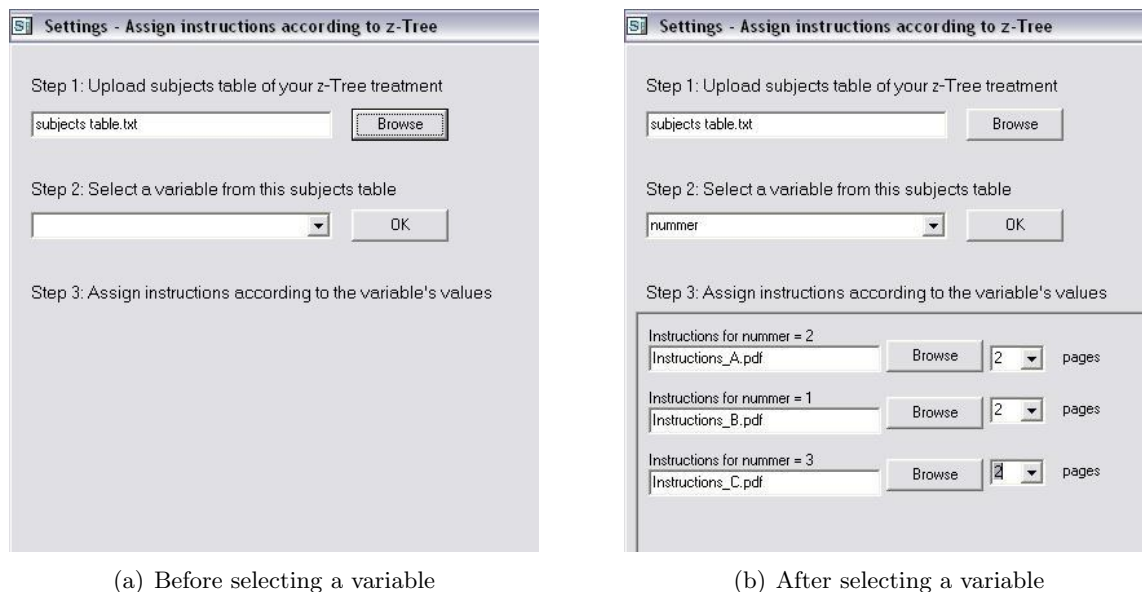 Settings - Assign instructions according to z-Tree
Step 1: Upload subjects table of your z-Tree treatment
subjects table.txt Browse
Step 2: Select a variable from this subjects table
OK
Step 3: Assign instructions according to the variable's values
(a) Before selecting a variable
Settings - Assign instructions according to z-Tree
Step 1: Upload subjects table of your z-Tree treatment
subjects table.txt Browse
Step 2: Select a variable from this subjects table
nummer OK
Step 3: Assign instructions according to the variable's values
Instructions for nummer = 2
Instructions_A.pdf Browse 2 pages
Instructions for nummer = 1
Instructions_B.pdf Browse 2 pages
Instructions for nummer = 3
Instructions_C.pdf Browse 2 pages
(b) After selecting a variable